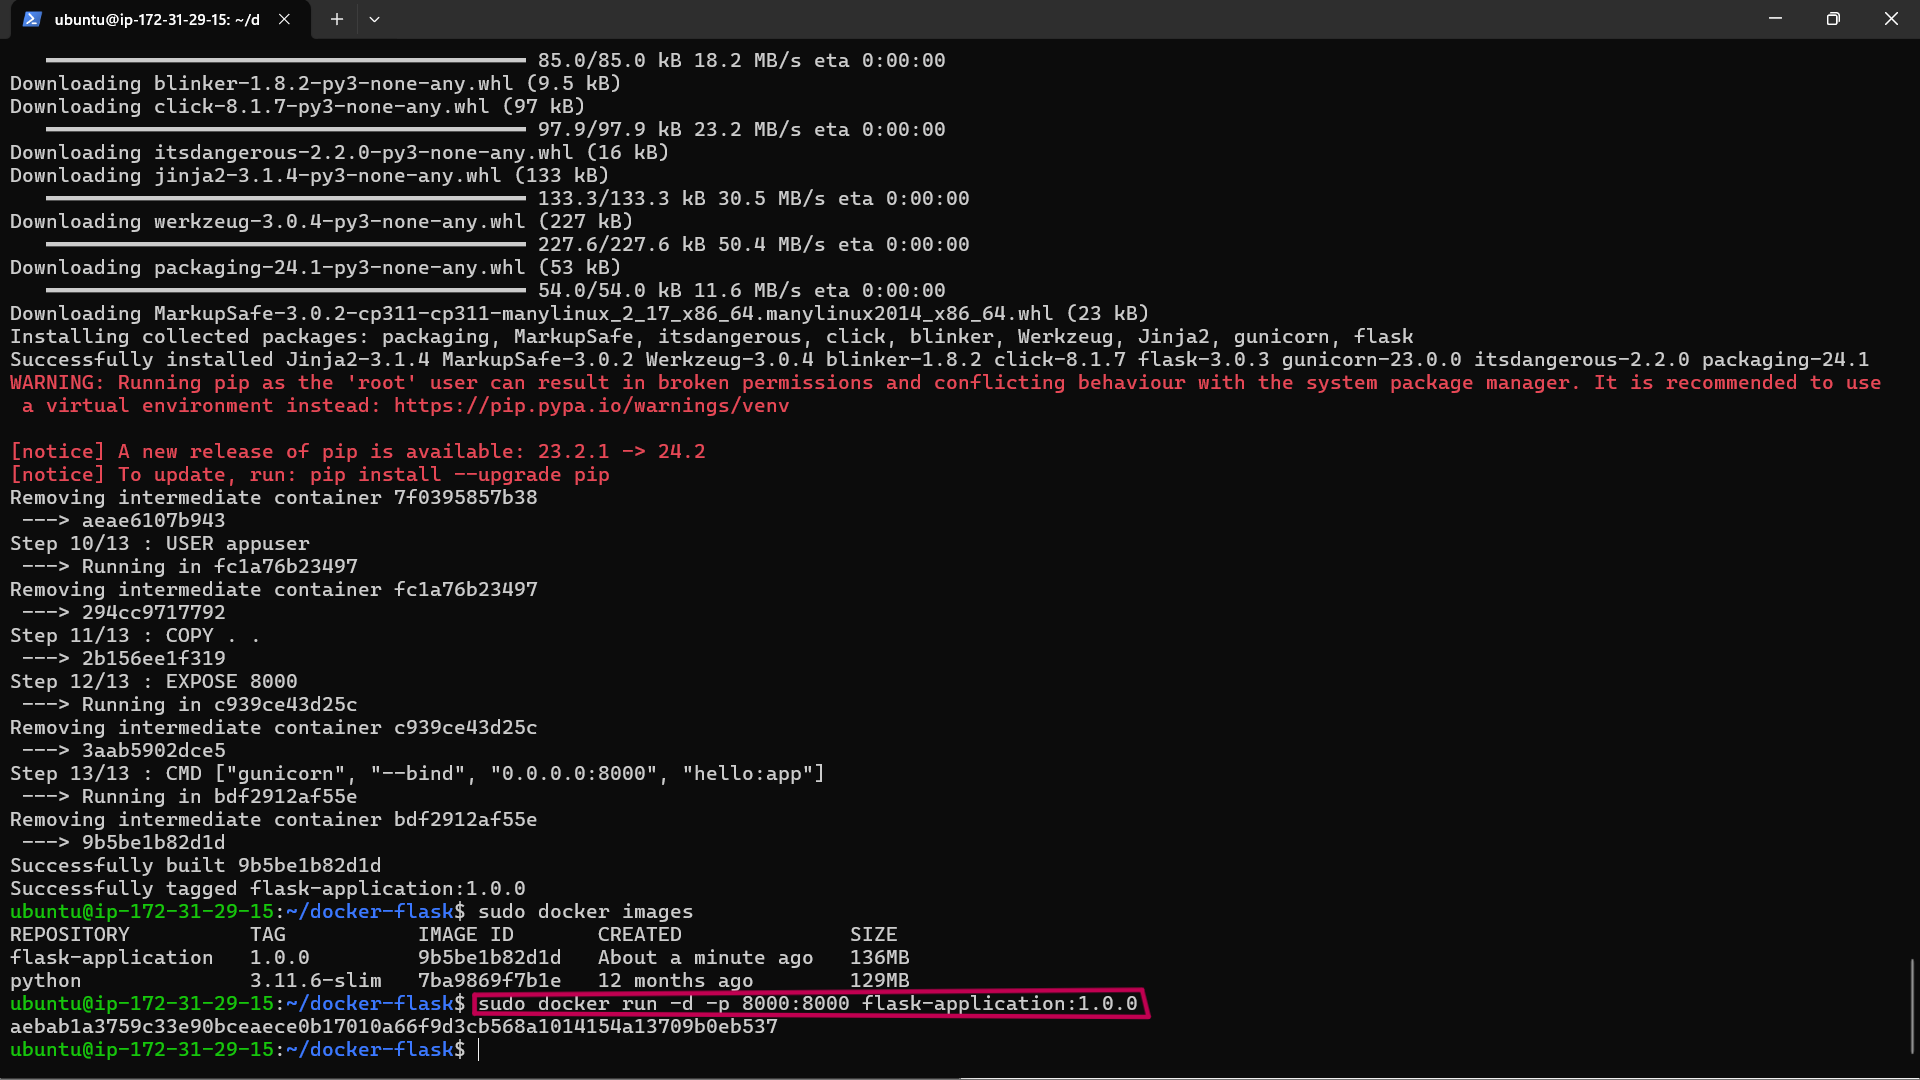 ubuntu@ip-172-31-29-15: ~/d
85.0/85.0 kB 18.2 MB/s eta 0:00:00
Downloading blinker-1.8.2-py3-none-any.whl (9.5 kB)
Downloading click-8.1.7-py3-none-any.whl (97 kB)
97.9/97.9 kB 23.2 MB/s eta 0:00:00
Downloading itsdangerous-2.2.0-py3-none-any.whl (16 kB)
Downloading jinja2-3.1.4-py3-none-any.whl (133 kB)
133.3/133.3 kB 30.5 MB/s eta 0:00:00
Downloading werkzeug-3.0.4-py3-none-any.whl (227 kB)
227.6/227.6 kB 50.4 MB/s eta 0:00:00
Downloading packaging-24.1-py3-none-any.whl (53 kB)
54.0/54.0 kB 11.6 MB/s eta 0:00:00
Downloading MarkupSafe-3.0.2-cp311-cp311-manylinux_2_17_x86_64.manylinux2014_x86_64.whl (23 kB)
Installing collected packages: packaging, MarkupSafe, itsdangerous, click, blinker, Werkzeug, Jinja2, gunicorn, flask
Successfully installed Jinja2-3.1.4 MarkupSafe-3.0.2 Werkzeug-3.0.4 blinker-1.8.2 click-8.1.7 flask-3.0.3 gunicorn-23.0.0 itsdangerous-2.2.0 packaging-24.1
WARNING: Running pip as the 'root' user can result in broken permissions and conflicting behaviour with the system package manager. It is recommended to use
a virtual environment instead: https://pip.pypa.io/warnings/venv
[notice] A new release of pip is available: 23.2.1 -> 24.2
[notice] To update, run: pip install --upgrade pip
Removing intermediate container 7f0395857b38
---> aeae6107b943
Step 10/13 : USER appuser
---> Running in fc1a76b23497
Removing intermediate container fc1a76b23497
---> 294cc9717792
Step 11/13 : COPY . .
---> 2b156ee1f319
Step 12/13 : EXPOSE 8000
---> Running in c939ce43d25c
Removing intermediate container c939ce43d25c
---> 3aab5902dce5
Step 13/13 : CMD ["gunicorn", "--bind", "0.0.0.0:8000", "hello:app"]
---> Running in bdf2912af55e
Removing intermediate container bdf2912af55e
---> 9b5be1b82d1d
Successfully built 9b5be1b82d1d
Successfully tagged flask-application:1.0.0
ubuntu@ip-172-31-29-15:~/docker-flask$ sudo docker images
REPOSITORY TAG IMAGE ID CREATED SIZE
flask-application 1.0.0 9b5be1b82d1d About a minute ago 136MB
python 3.11.6-slim 7ba9869f7b1e 12 months ago 129MB
ubuntu@ip-172-31-29-15:~/docker-flask$ sudo docker run -d -p 8000:8000 flask-application:1.0.0
aebab1a3759c33e90bceaece0b17010a66f9d3cb568a1014154a13709b0eb537
ubuntu@ip-172-31-29-15:~/docker-flask$